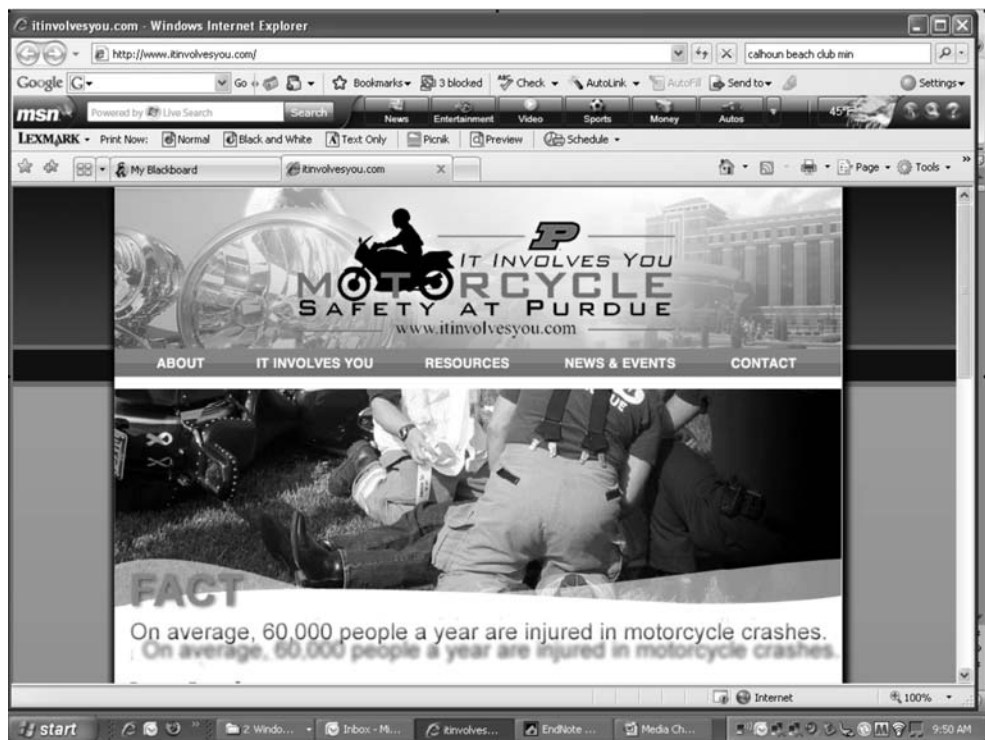 itinvolvesyou.com - Windows Internet Explorer
http://www.itinvolvesyou.com/ calhoun beach club min
Google G Go Bookmarks 3 blocked Check AutoLink AutoFill Send to Settings
msn Powered by Live Search Search News Entertainment Video Sports Money Autos 45°F
LEXMARK Print Now: Normal Black and White Text Only Picnik Preview Schedule
My Blackboard itinvolvesyou.com X Page Tools
P
IT INVOLVES YOU
MOTORCYCLE
SAFETY AT PURDUE
www.itinvolvesyou.com
ABOUT IT INVOLVES YOU RESOURCES NEWS & EVENTS CONTACT
FACT
On average, 60,000 people a year are injured in motorcycle crashes.
On average, 60,000 people a year are injured in motorcycle crashes.
Internet 100%
start 2 Windo... Inbox - Mi... itinvolves... EndNote ... Media Ch... 9:50 AM